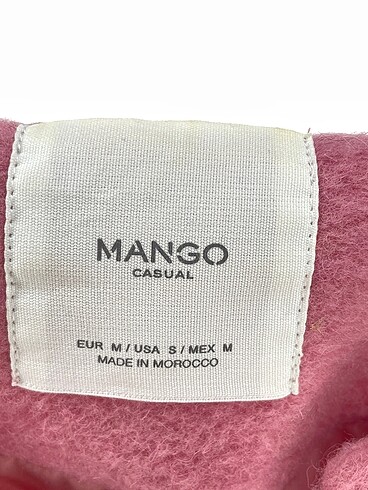 MANGO
CASUAL
EUR M / USA S / MEX M
MADE IN MOROCCO